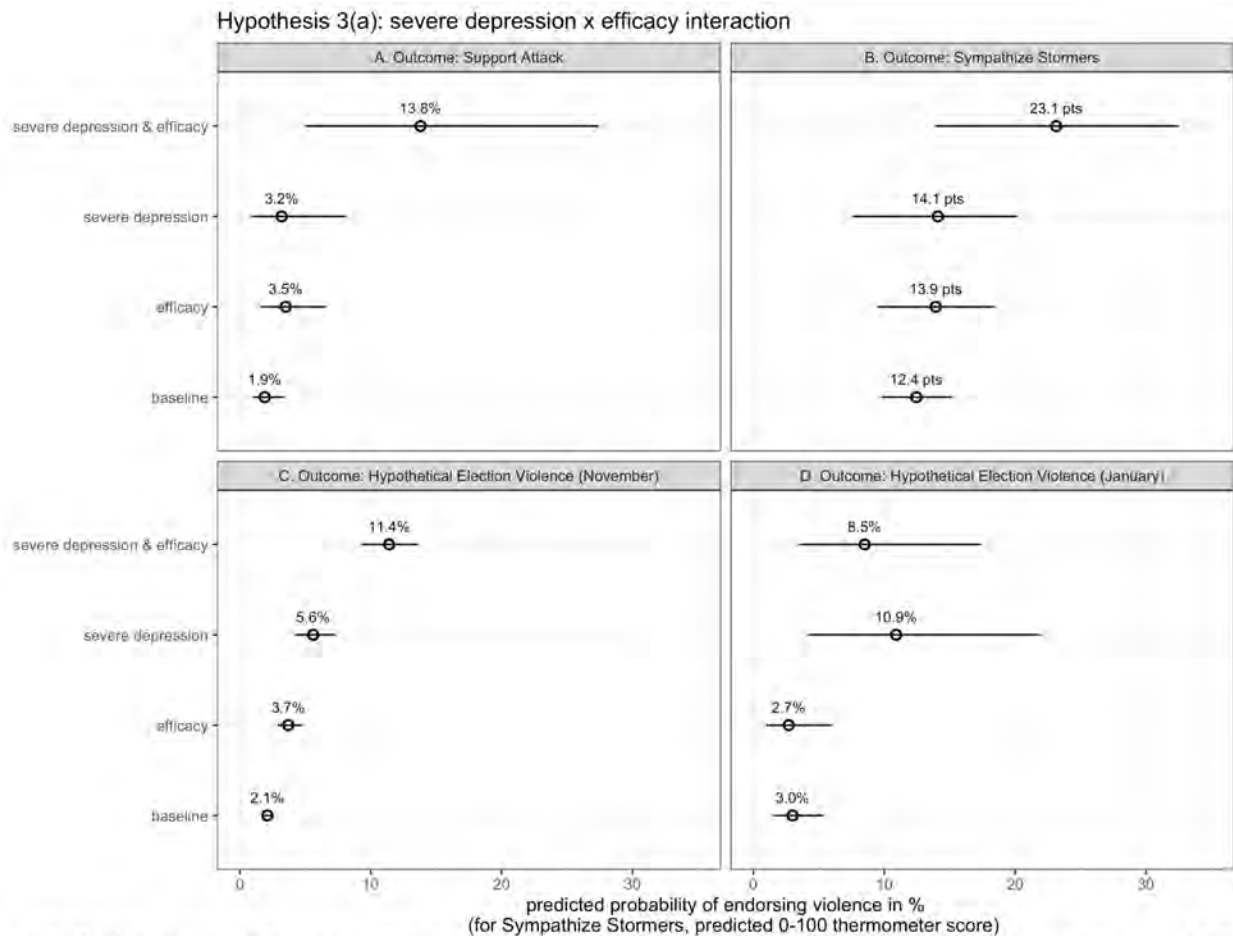 Hypothesis 3(a): severe depression x efficacy interaction
A. Outcome: Support Attack
B. Outcome: Sympathize Stormers
severe depression & efficacy
13.8%
23.1 pts
severe depression
3.2%
14.1 pts
efficacy
3.5%
13.9 pts
baseline
1.9%
12.4 pts
C. Outcome: Hypothetical Election Violence (November)
D. Outcome: Hypothetical Election Violence (January)
severe depression & efficacy
11.4%
8.5%
severe depression
5.6%
10.9%
efficacy
3.7%
2.7%
baseline
2.1%
3.0%
0 10 20 30
0 10 20 30
predicted probability of endorsing violence in %
(for Sympathize Stormers, predicted 0-100 thermometer score)